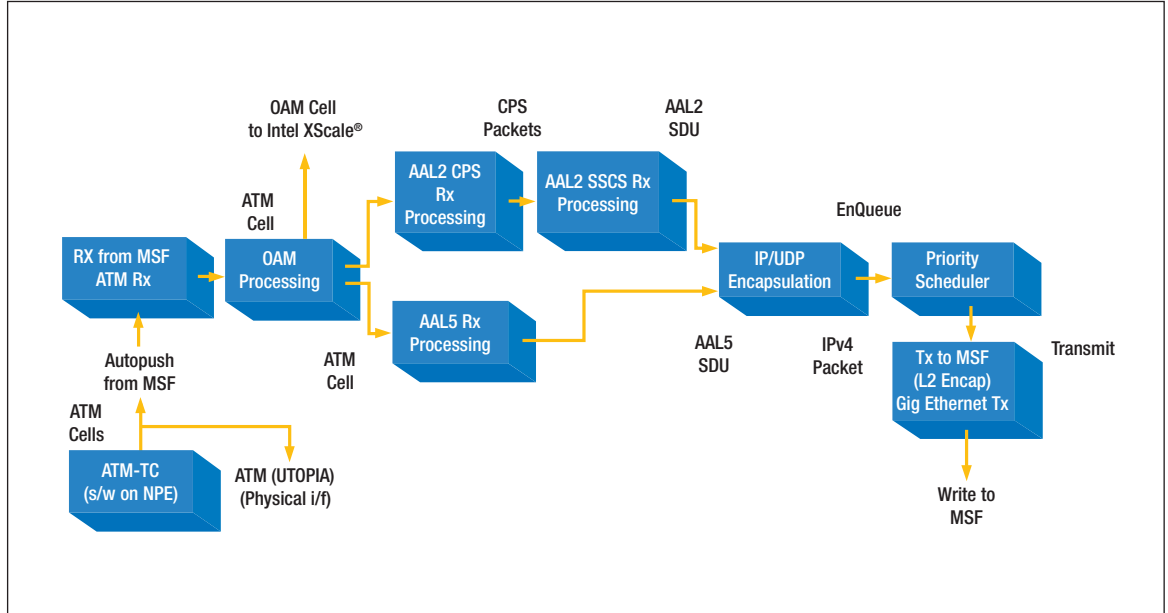 OAM Cell
to Intel XScale®
CPS
Packets
AAL2
SDU
ATM
Cell
AAL2 CPS
Rx
Processing
AAL2 SSCS Rx
Processing
EnQueue
RX from MSF
ATM Rx
OAM
Processing
IP/UDP
Encapsulation
Priority
Scheduler
AAL5 Rx
Processing
Autopush
from MSF
ATM
Cell
AAL5
SDU
IPv4
Packet
Tx to MSF
(L2 Encap)
Gig Ethernet Tx
Transmit
ATM
Cells
ATM-TC
(s/w on NPE)
ATM (UTOPIA)
(Physical i/f)
Write to
MSF